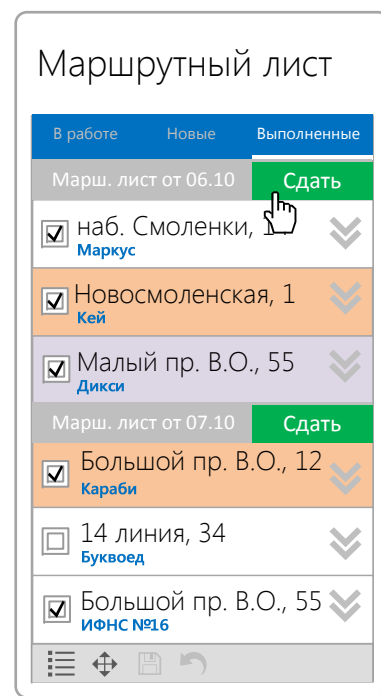 Маршрутный лист
В работе Новые Выполненные
Марш. лист от 06.10 Сдать
наб. Смоленки,
Маркус
Новосмоленская, 1
Кей
Малый пр. В.О., 55
Дикси
Марш. лист от 07.10 Сдать
Большой пр. В.О., 12
Караби
14 линия, 34
Буквоед
Большой пр. В.О., 55
ИФНС №16